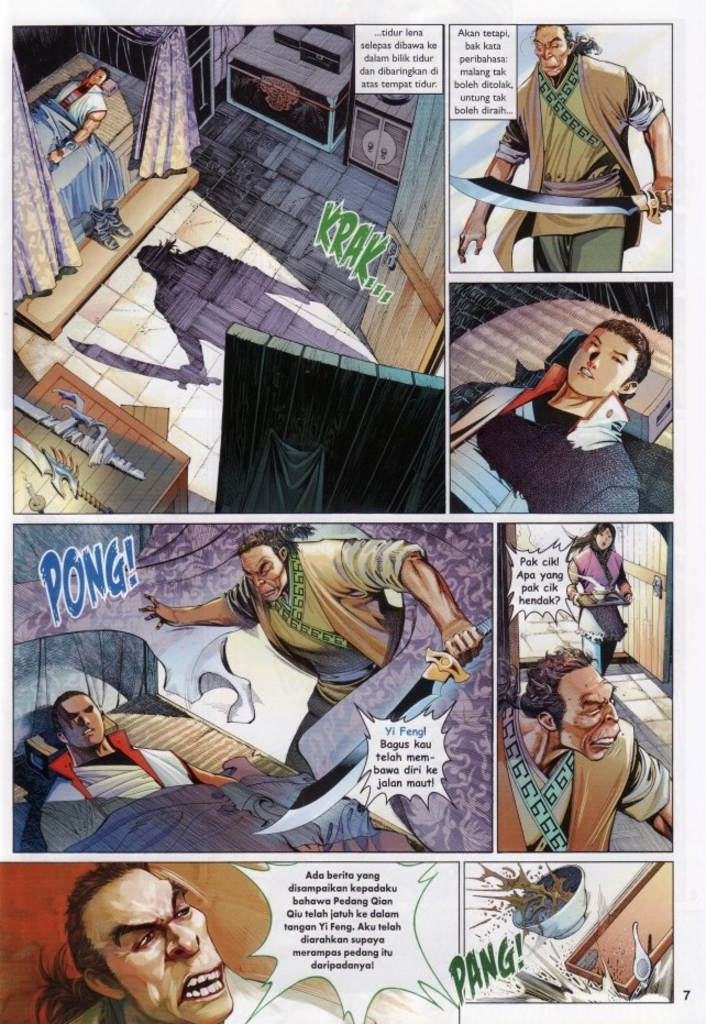 ...tidur lena
selepas dibawa ke
dalam bilik tidur
dan dibaringkan di
atas tempat tidur.
Akan tetapi,
bak kata
peribahasa:
malang tak
boleh ditolak,
untung tak
boleh diraih...
KRAK...
PONG!
Yi Feng!
Bagus kau
telah mem-
bawa diri ke
jalan maut!
Pak cik!
Apa yang
pak cik
hendak?
Ada berita yang
disampaikan kepadaku
bahawa Pedang Qian
Qiu telah jatuh ke dalam
tangan Yi Feng. Aku telah
diarahkan supaya
merampas pedang itu
daripadanya!
PANG!
7